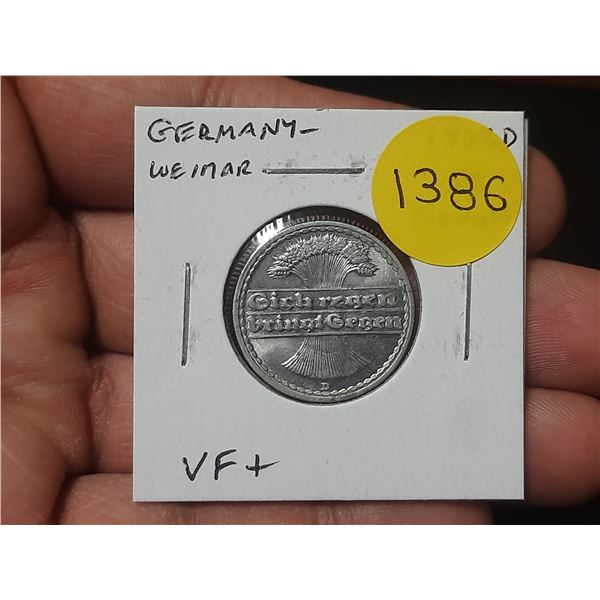 GERMANY-
WEIMAR
D
1386
Sich regen
bringt Segen
D
VF+